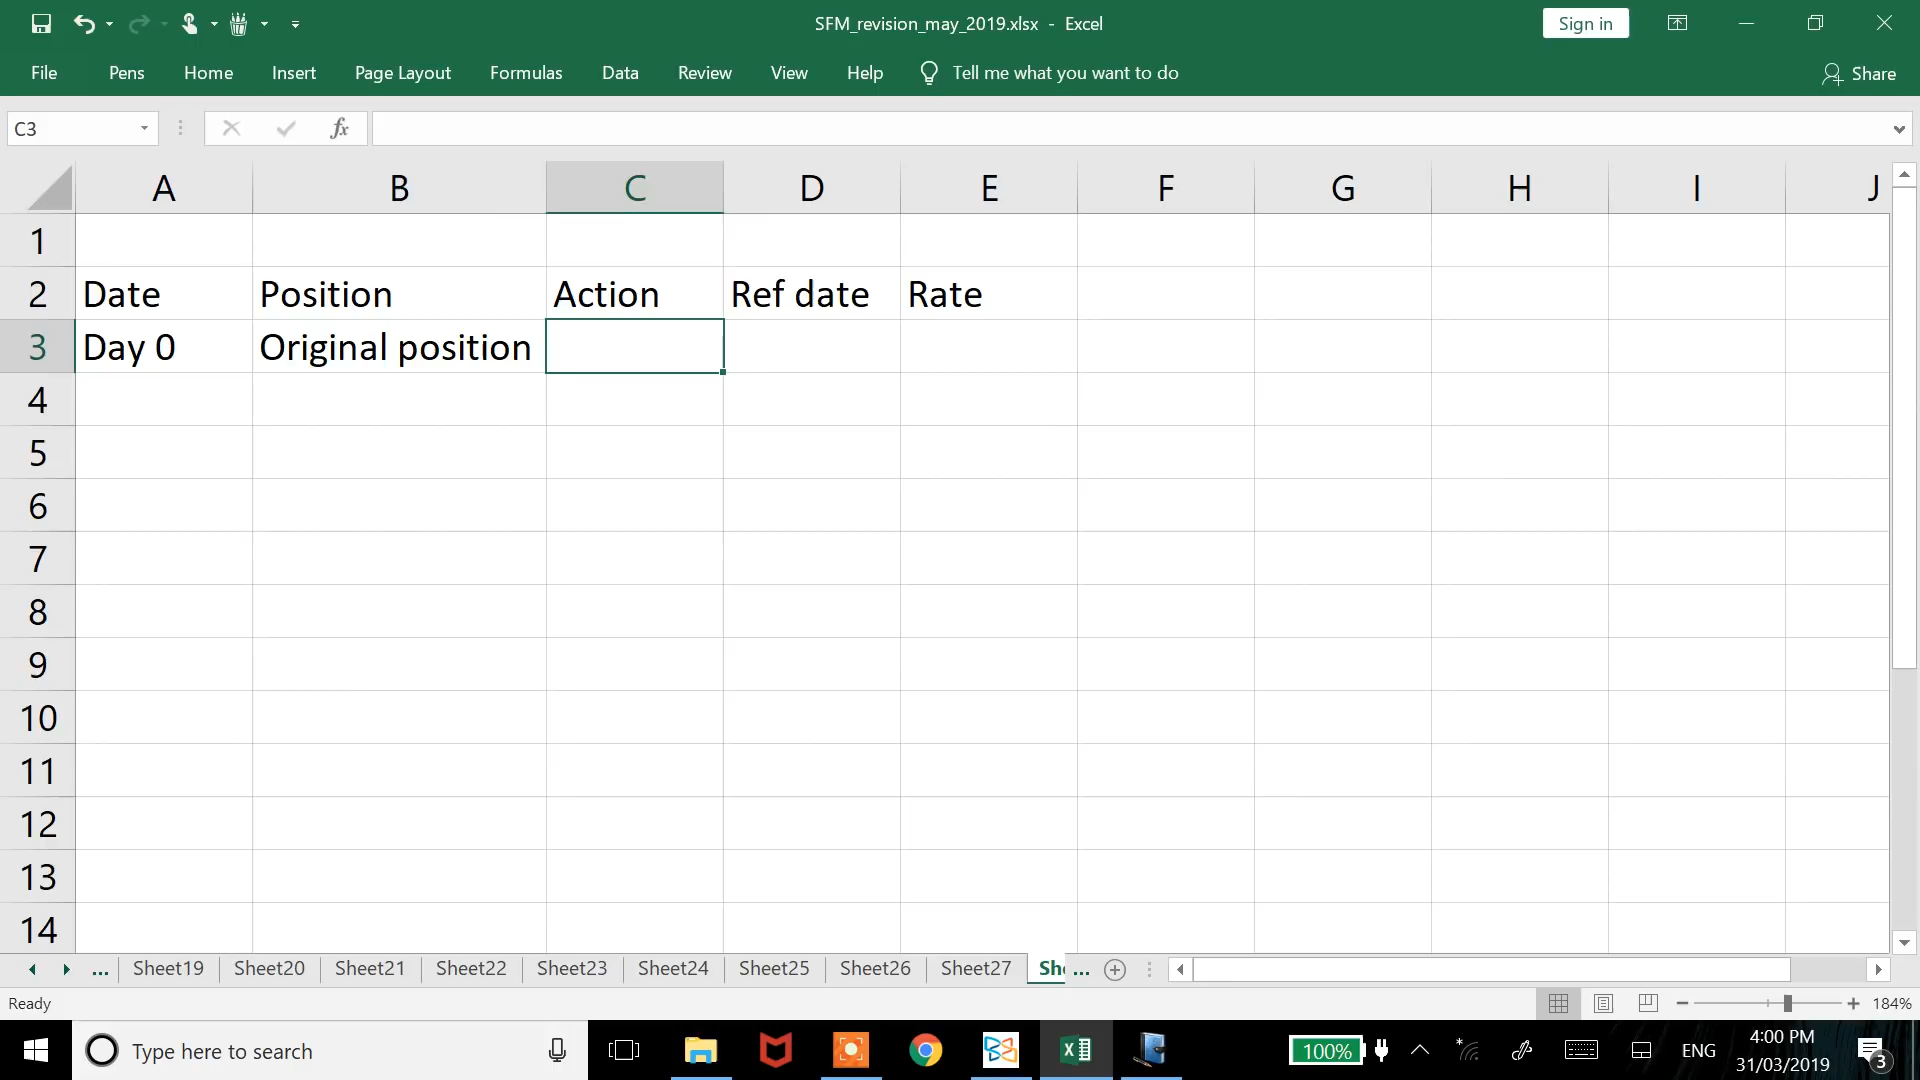 SFM_revision_may_2019.xlsx - Excel
Sign in
File Pens Home Insert Page Layout Formulas Data Review View Help Tell me what you want to do Share
C3 fx
A B C D E F G H I J
1
2 Date Position Action Ref date Rate
3 Day 0 Original position
4
5
6
7
8
9
10
11
12
13
14
... Sheet19 Sheet20 Sheet21 Sheet22 Sheet23 Sheet24 Sheet25 Sheet26 Sheet27 She ...
Ready 184%
Type here to search 100% ENG 4:00 PM
31/03/2019 3